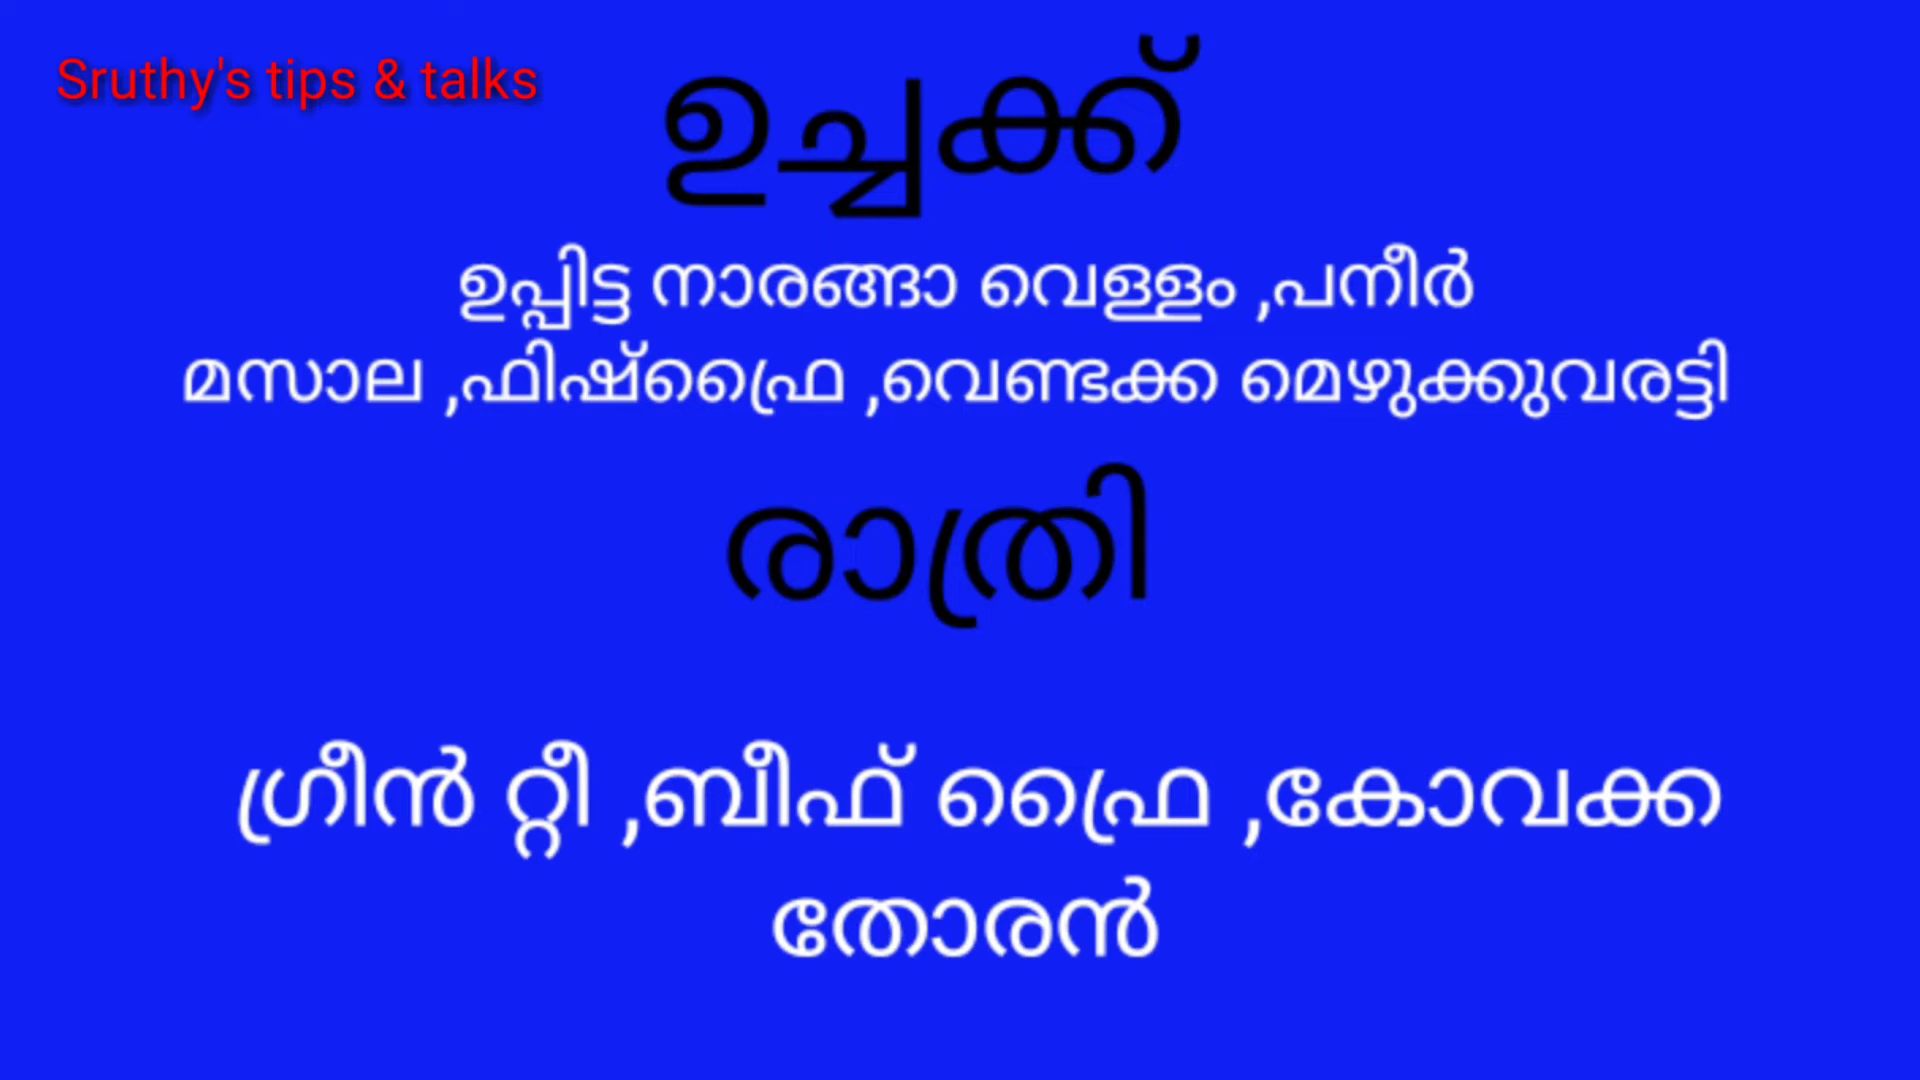 Sruthy's tips & talks
ഉച്ചക്ക്
ഉപ്പിട്ട നാരങ്ങാ വെള്ളം ,പനീർ
മസാല ,ഫിഷ്ഫ്രൈ ,വെണ്ടക്ക മെഴുക്കുവരട്ടി
രാത്രി
ഗ്രീൻ റ്റീ ,ബീഫ് ഫ്രൈ ,കോവക്ക
തോരൻ